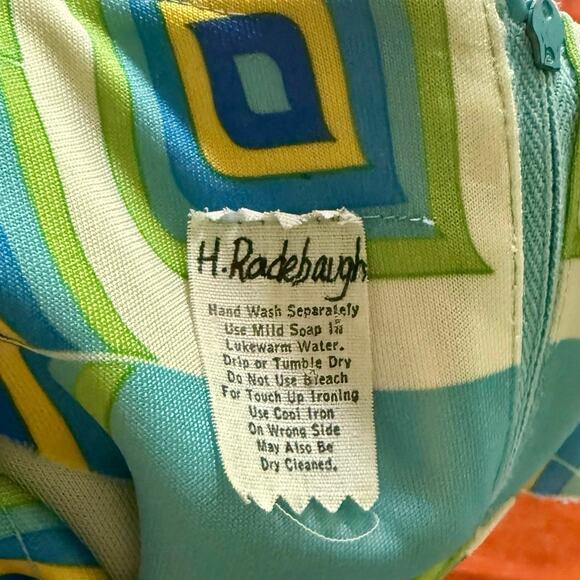 H. Radebaugh
Hand Wash Separately
Use Mild Soap In
Lukewarm Water.
Drip or Tumble Dry
Do Not Use Bleach
For Touch Up Ironing
Use Cool Iron
On Wrong Side
May Also Be
Dry Cleaned.